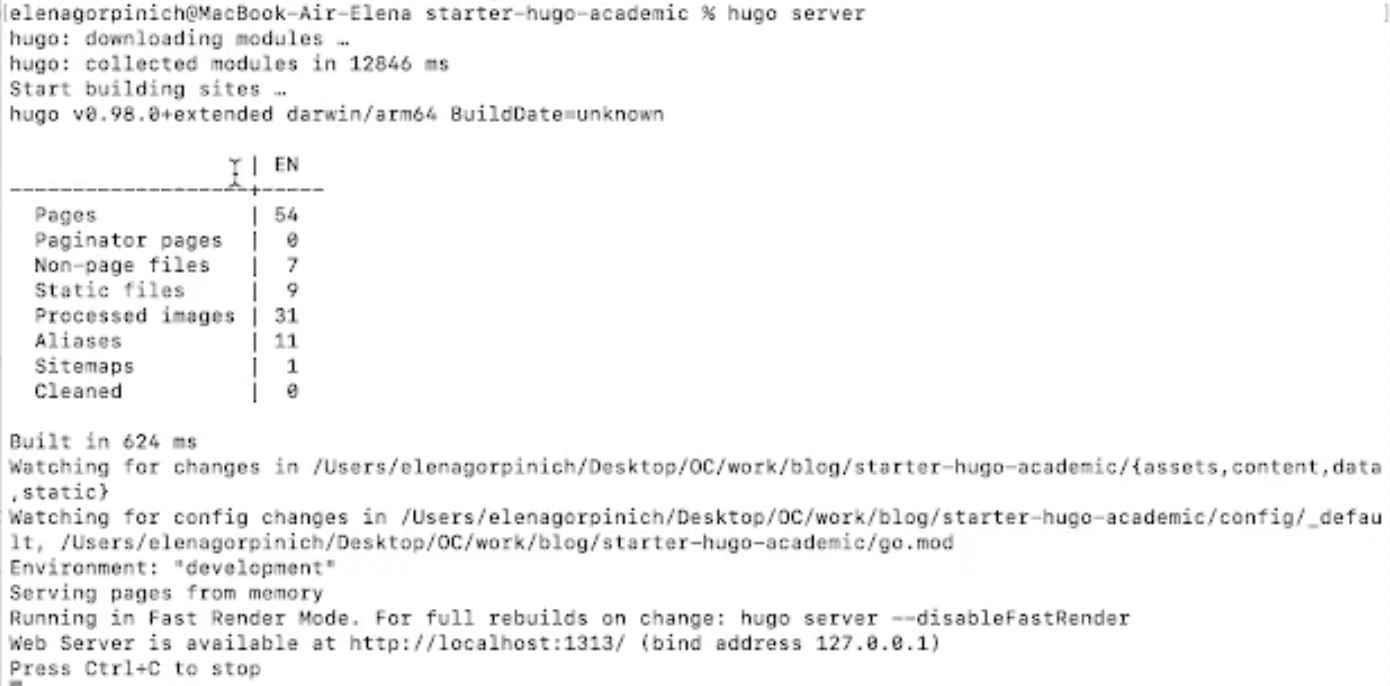 elenagorpinich@MacBook-Air-Elena starter-hugo-academic % hugo server
hugo: downloading modules …
hugo: collected modules in 12846 ms
Start building sites …
hugo v0.98.0+extended darwin/arm64 BuildDate=unknown
| EN
--------------------+-----
Pages | 54
Paginator pages | 0
Non-page files | 7
Static files | 9
Processed images | 31
Aliases | 11
Sitemaps | 1
Cleaned | 0
Built in 624 ms
Watching for changes in /Users/elenagorpinich/Desktop/OC/work/blog/starter-hugo-academic/{assets,content,data
,static}
Watching for config changes in /Users/elenagorpinich/Desktop/OC/work/blog/starter-hugo-academic/config/_defau
lt, /Users/elenagorpinich/Desktop/OC/work/blog/starter-hugo-academic/go.mod
Environment: "development"
Serving pages from memory
Running in Fast Render Mode. For full rebuilds on change: hugo server --disableFastRender
Web Server is available at http://localhost:1313/ (bind address 127.0.0.1)
Press Ctrl+C to stop